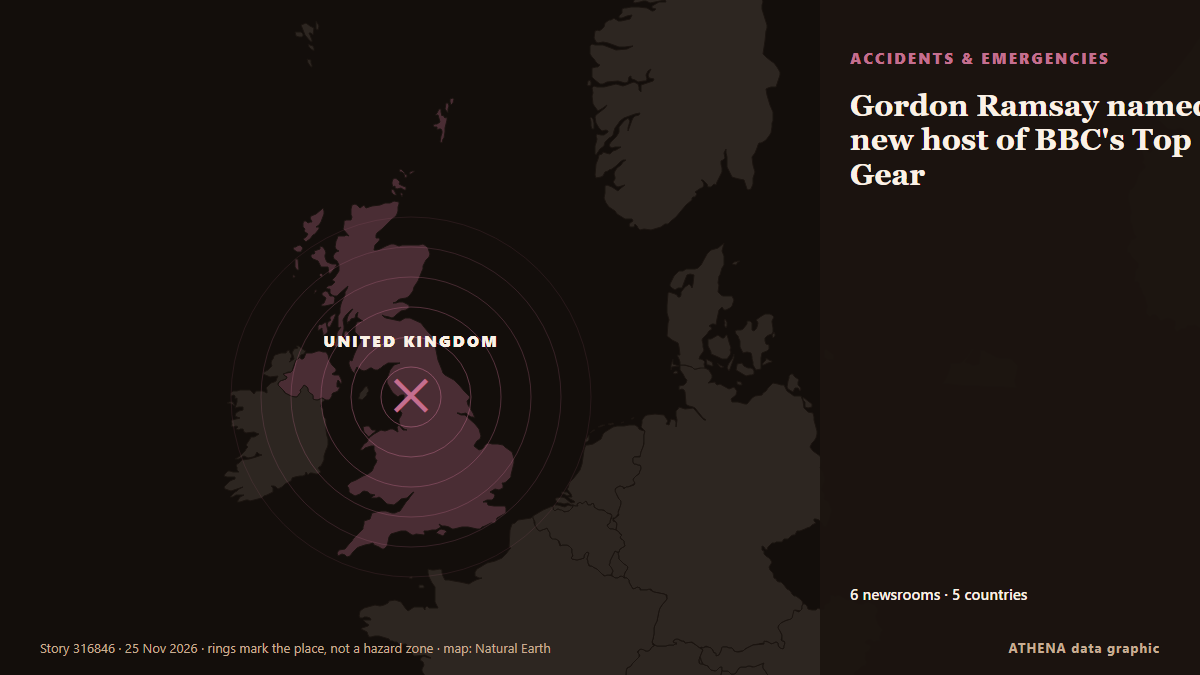 ACCIDENTS & EMERGENCIES
Gordon Ramsay named
new host of BBC's Top
Gear
UNITED KINGDOM
6 newsrooms · 5 countries
Story 316846 · 25 Nov 2026 · rings mark the place, not a hazard zone · map: Natural Earth
ATHENA data graphic